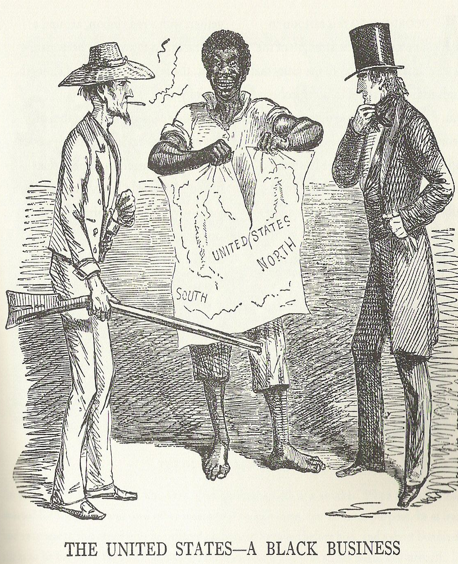 UNITED STATES
NORTH
SOUTH
THE UNITED STATES—A BLACK BUSINESS